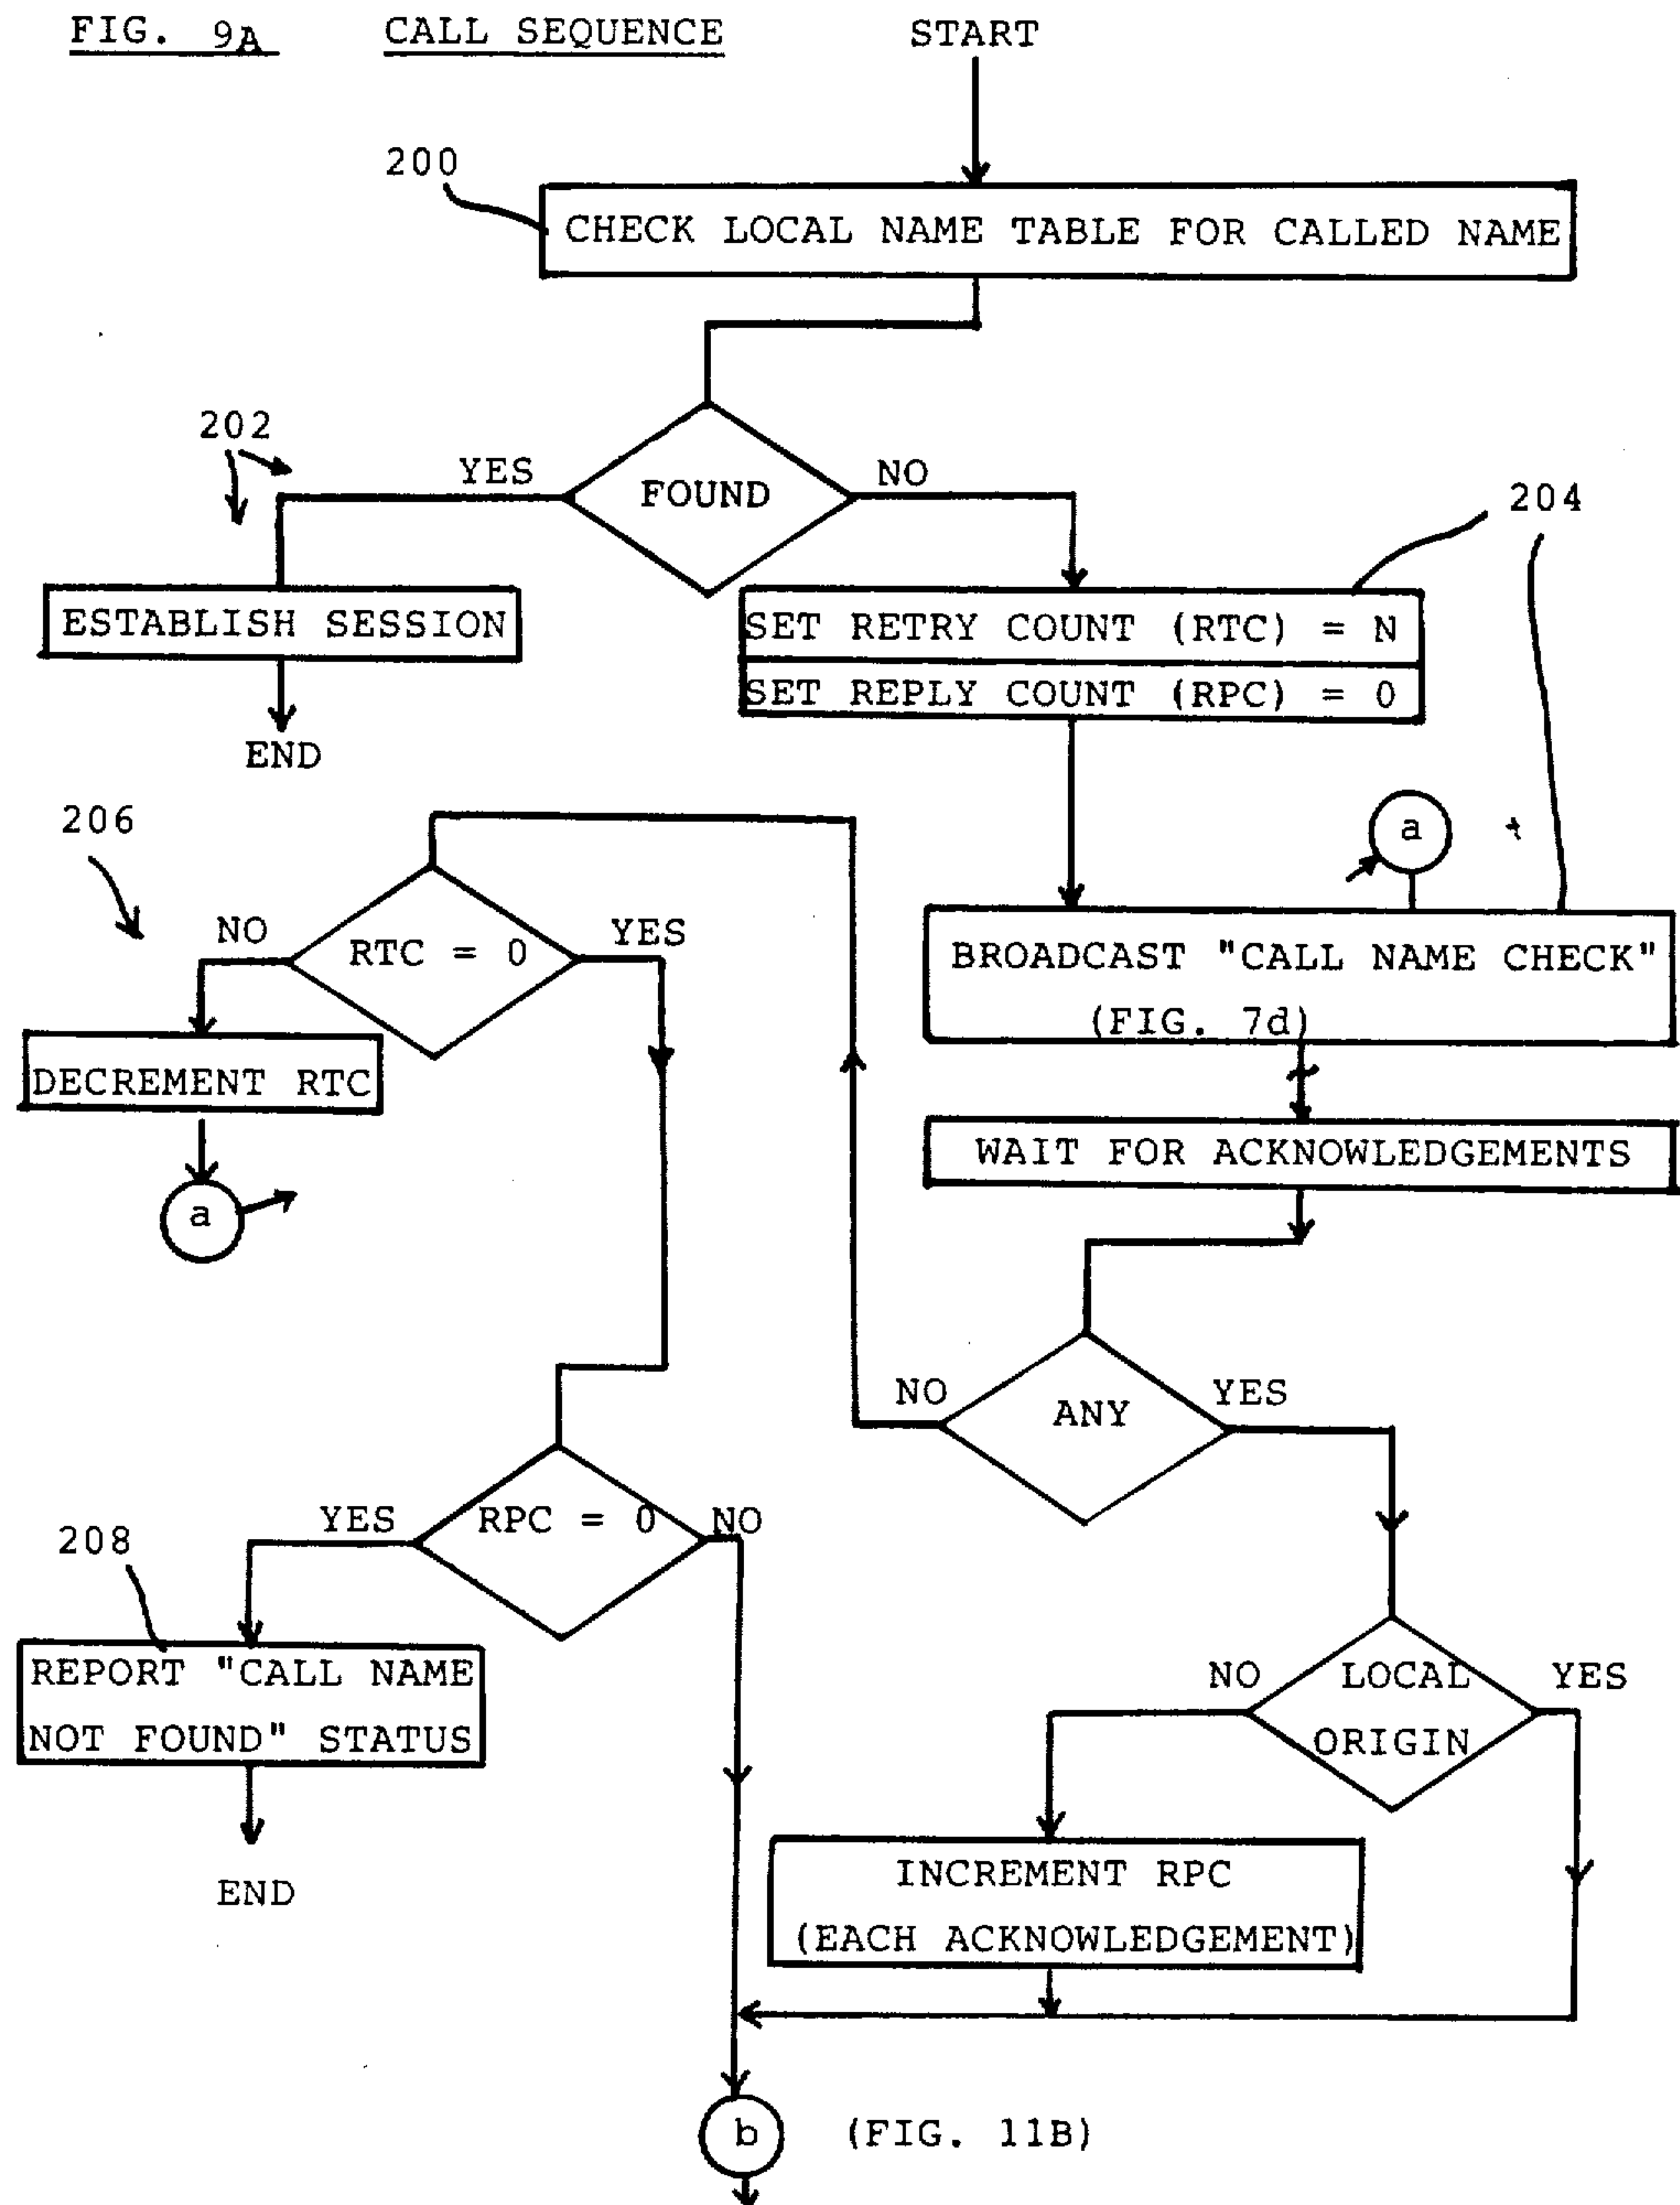 FIG. 9A CALL SEQUENCE START
200
CHECK LOCAL NAME TABLE FOR CALLED NAME
202
YES
FOUND
NO
204
ESTABLISH SESSION
END
SET RETRY COUNT (RTC) = N
SET REPLY COUNT (RPC) = 0
206
a
NO
RTC = 0
YES
BROADCAST "CALL NAME CHECK"
(FIG. 7d)
DECREMENT RTC
a
WAIT FOR ACKNOWLEDGEMENTS
NO
ANY
YES
YES
RPC = 0
NO
208
REPORT "CALL NAME
NOT FOUND" STATUS
END
NO
LOCAL
ORIGIN
YES
INCREMENT RPC
(EACH ACKNOWLEDGEMENT)
b (FIG. 11B)